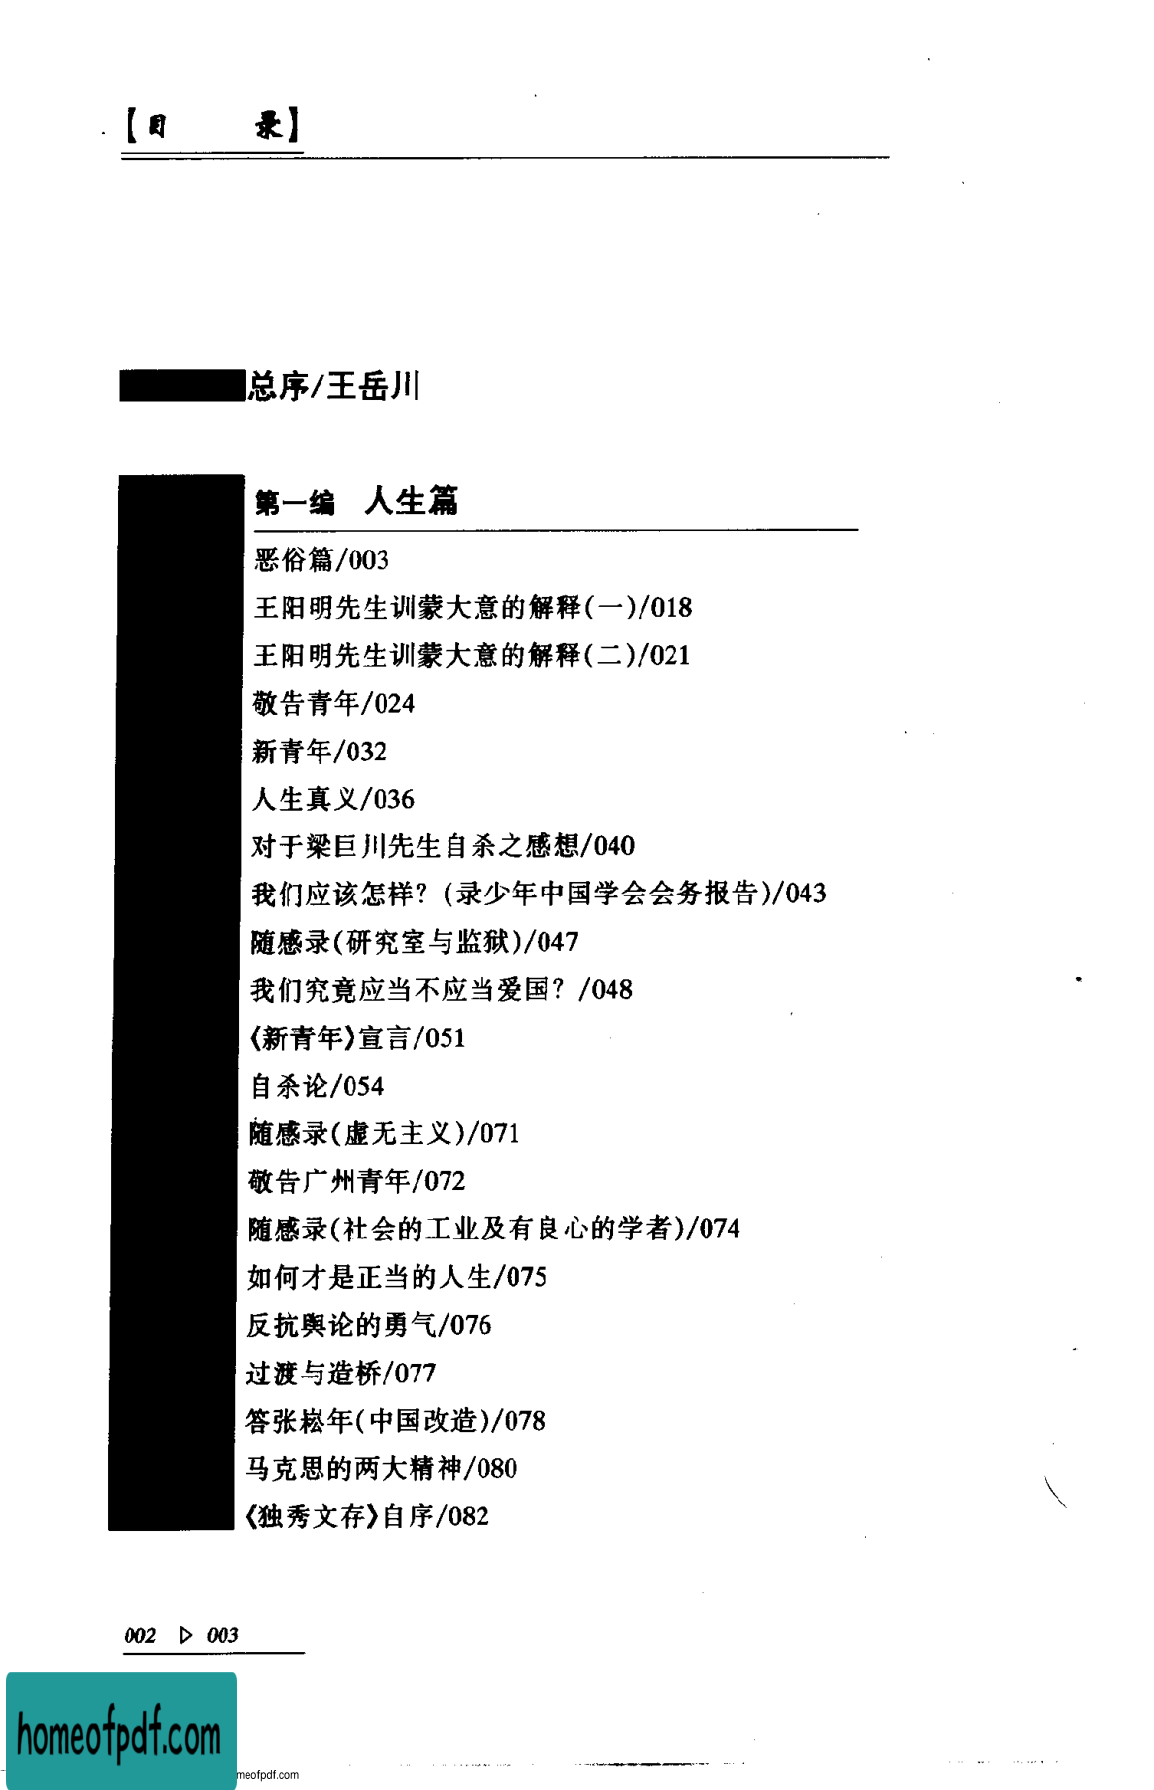 【目 录】
总序/王岳川
第一编 人生篇
恶俗篇/003
王阳明先生训蒙大意的解释(一)/018
王阳明先生训蒙大意的解释(二)/021
敬告青年/024
新青年/032
人生真义/036
对于梁巨川先生自杀之感想/040
我们应该怎样?(录少年中国学会会务报告)/043
随感录(研究室与监狱)/047
我们究竟应当不应当爱国?/048
《新青年》宣言/051
自杀论/054
随感录(虚无主义)/071
敬告广州青年/072
随感录(社会的工业及有良心的学者)/074
如何才是正当的人生/075
反抗舆论的勇气/076
过渡与造桥/077
答张崧年(中国改造)/078
马克思的两大精神/080
《独秀文存》自序/082
002 ▷ 003
homeofpdf.com
meofpdf.com